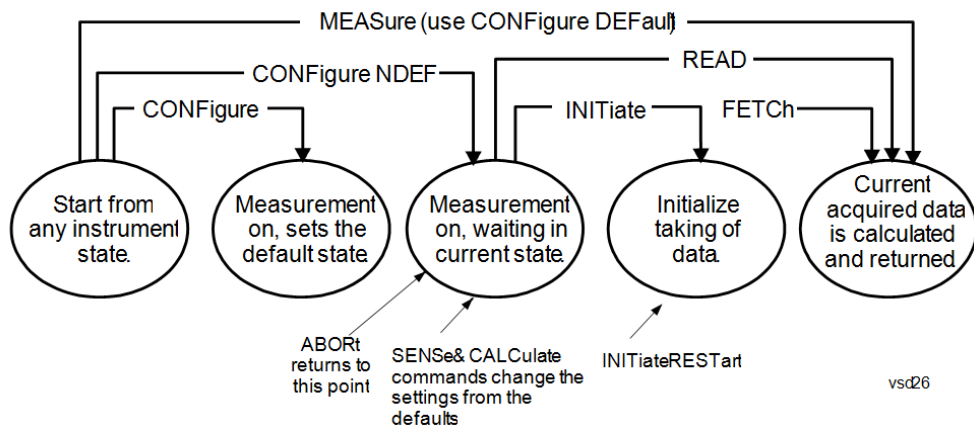 MEASure (use CONFigure DEFault)
READ
CONFigure NDEF
CONFigure
INITiate
FETCh
Start from
any instrument
state.
Measurement
on, sets the
default state.
Measurement
on, waiting in
current state.
Initialize
taking of
data.
Current
acquired data
is calculated
and returned.
ABORt
returns to
this point
SENSe& CALCulate
commands change the
settings from the
defaults
INITiateRESTart
vsd26